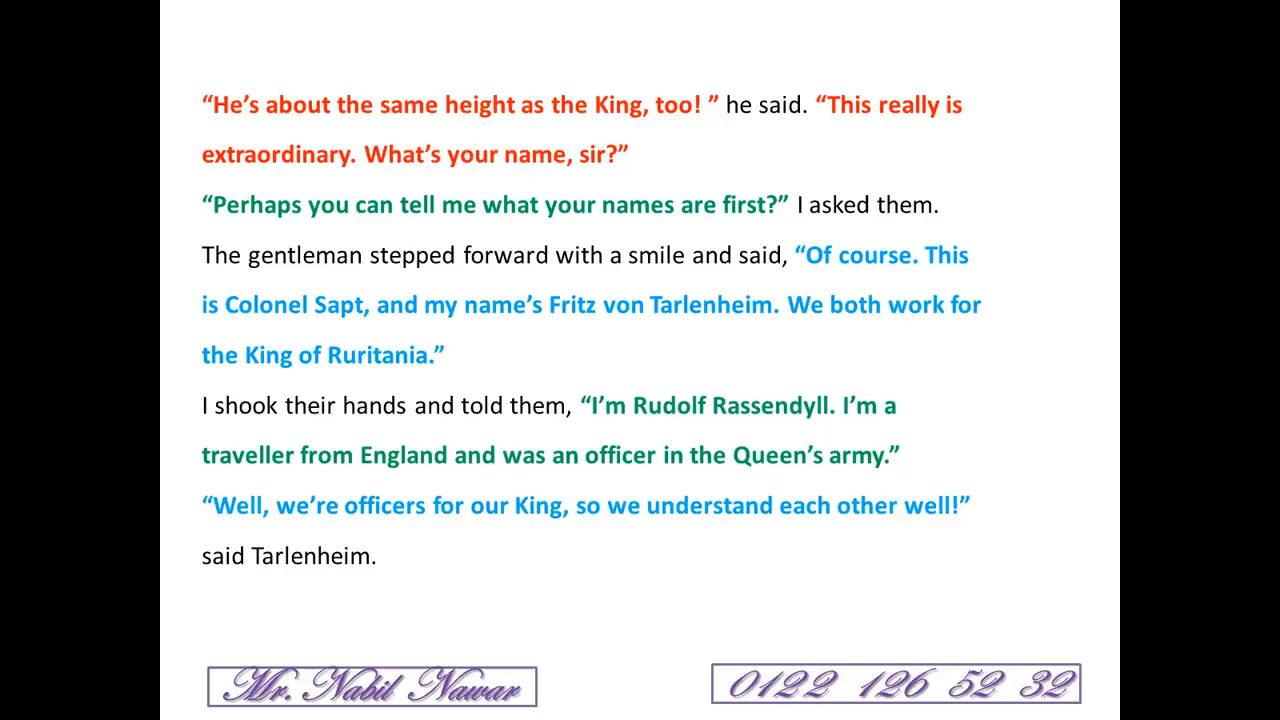 “He’s about the same height as the King, too! ” he said. “This really is
extraordinary. What’s your name, sir?”
“Perhaps you can tell me what your names are first?” I asked them.
The gentleman stepped forward with a smile and said, “Of course. This
is Colonel Sapt, and my name’s Fritz von Tarlenheim. We both work for
the King of Ruritania.”
I shook their hands and told them, “I’m Rudolf Rassendyll. I’m a
traveller from England and was an officer in the Queen’s army.”
“Well, we’re officers for our King, so we understand each other well!”
said Tarlenheim.
Mr. Nabil Nawar
0122 126 52 32